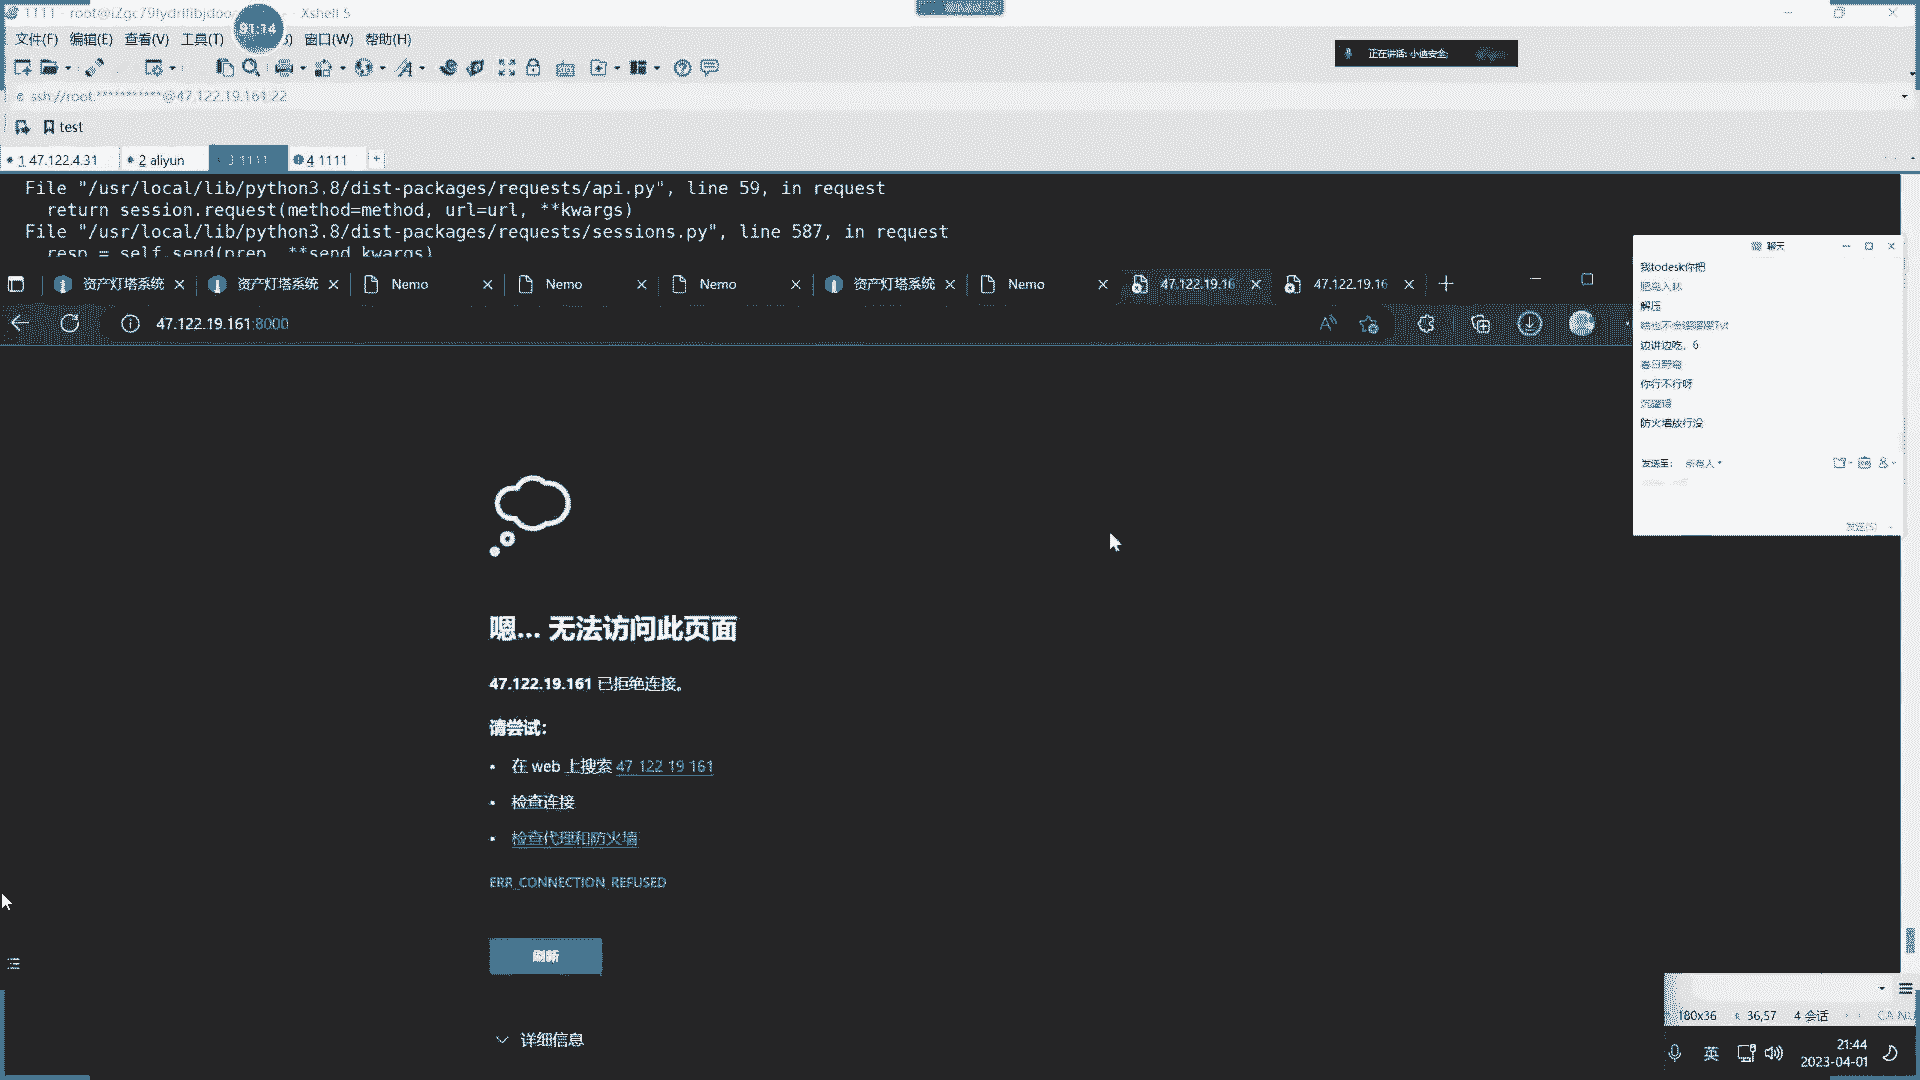 1111 - root@iZgc79lydrllibjdoo Xshell 5
91:14
文件(F) 编辑(E) 查看(V) 工具(T) 窗口(W) 帮助(H)
正在讲话: 小迪安全;
ssh://root:***********@47.122.19.161:22
test
1 47.122.4.31 2 aliyun 3 1111 4 1111
File "/usr/local/lib/python3.8/dist-packages/requests/api.py", line 59, in request
return session.request(method=method, url=url, **kwargs)
File "/usr/local/lib/python3.8/dist-packages/requests/sessions.py", line 587, in request
resp = self.send(prep, **send_kwargs)
资产灯塔系统 资产灯塔系统 Nemo Nemo Nemo 资产灯塔系统 Nemo 47.122.19.16 47.122.19.16
47.122.19.161:8000
聊天
我todesk你把
解压
边讲边吃，6
你行不行呀
防火墙放行没
发送至: 所有人
发送(S)
嗯... 无法访问此页面
47.122.19.161 已拒绝连接。
请尝试:
在 web 上搜索 47 122 19 161
检查连接
检查代理和防火墙
ERR_CONNECTION_REFUSED
刷新
详细信息
180x36 36,57 4 会话
英
21:44
2023-04-01